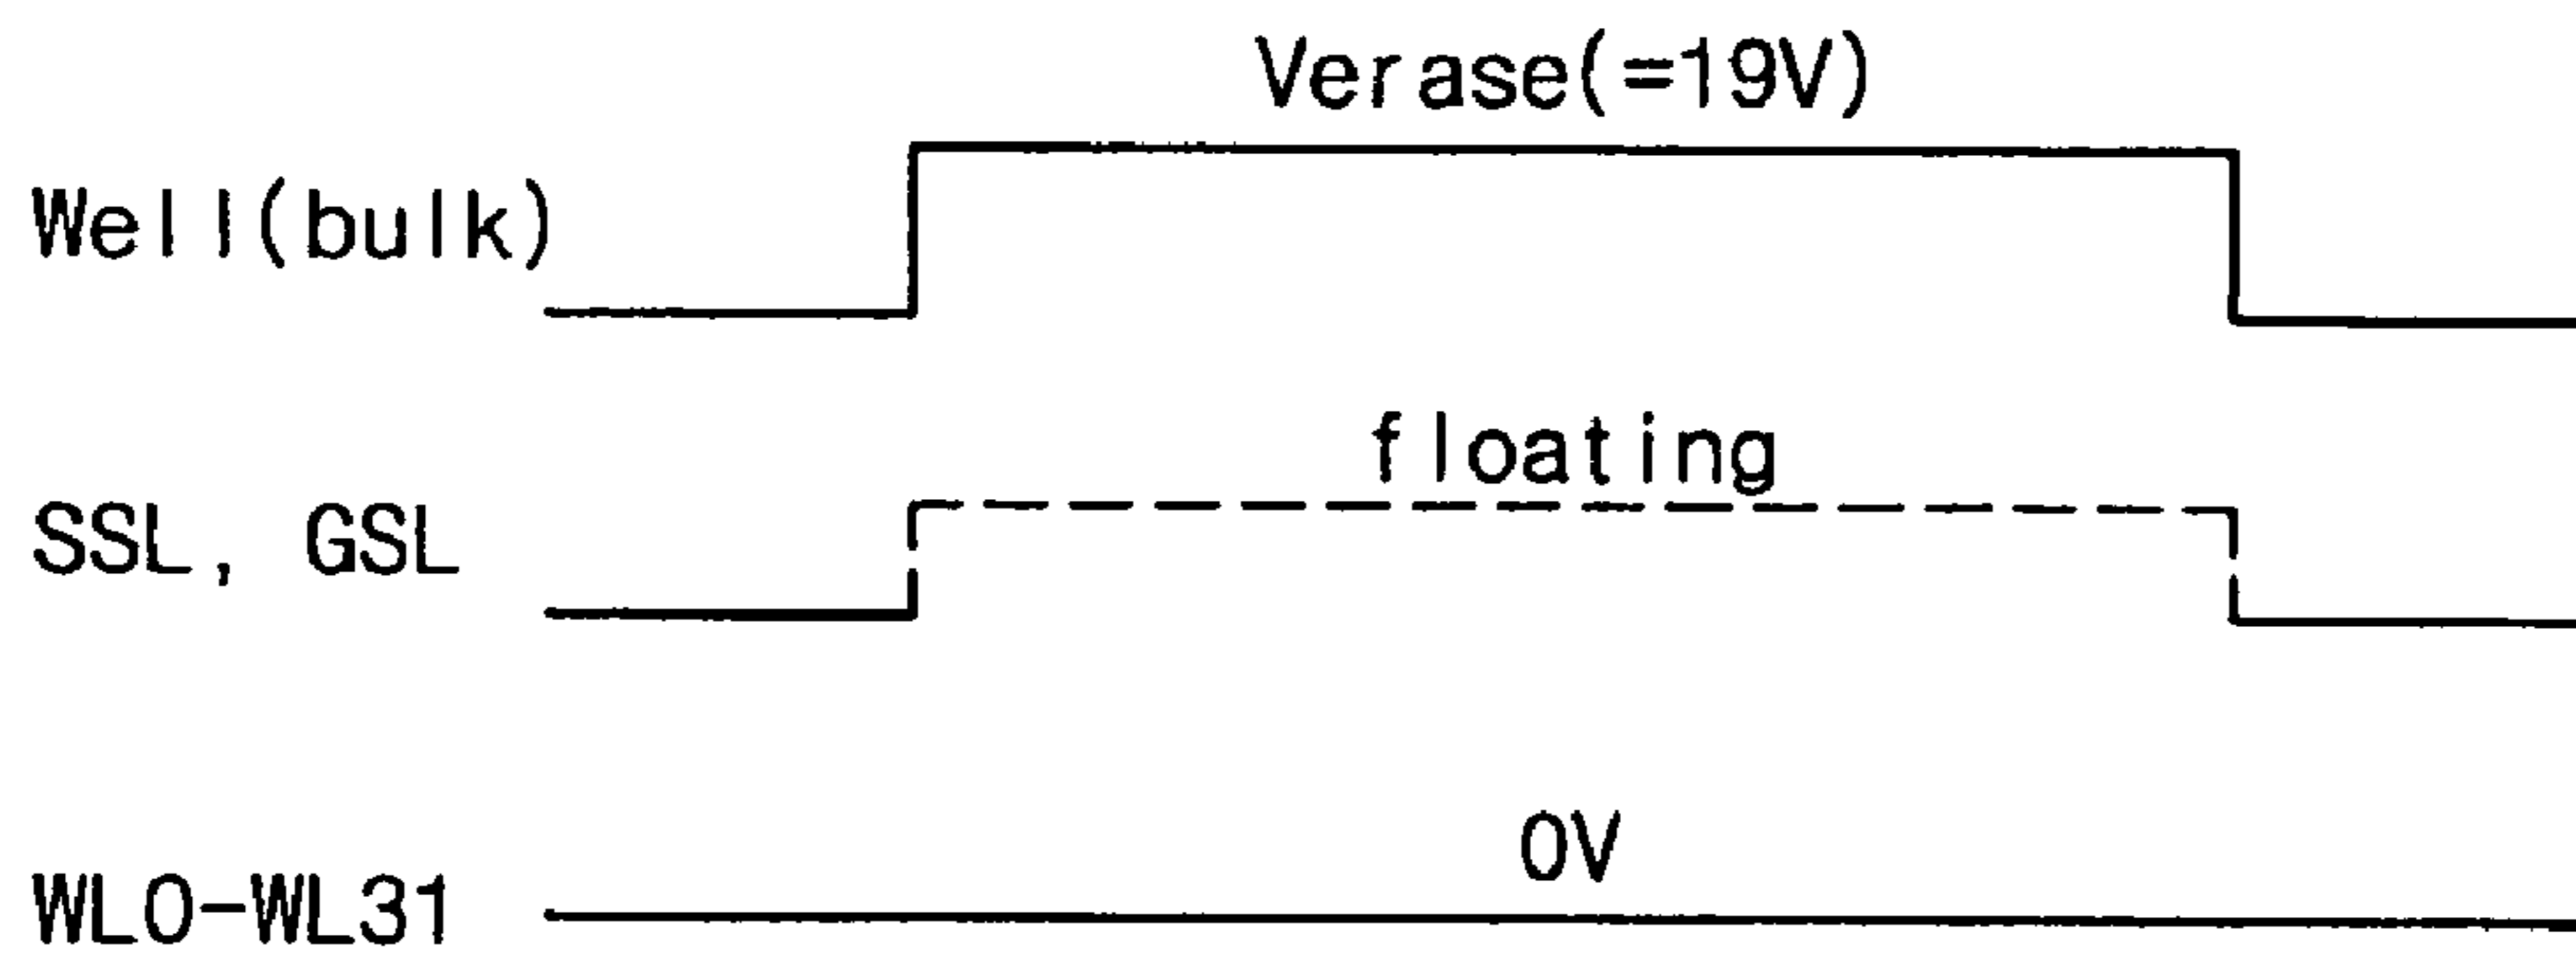 Verase(=19V)
Well(bulk)
floating
SSL, GSL
0V
WL0-WL31